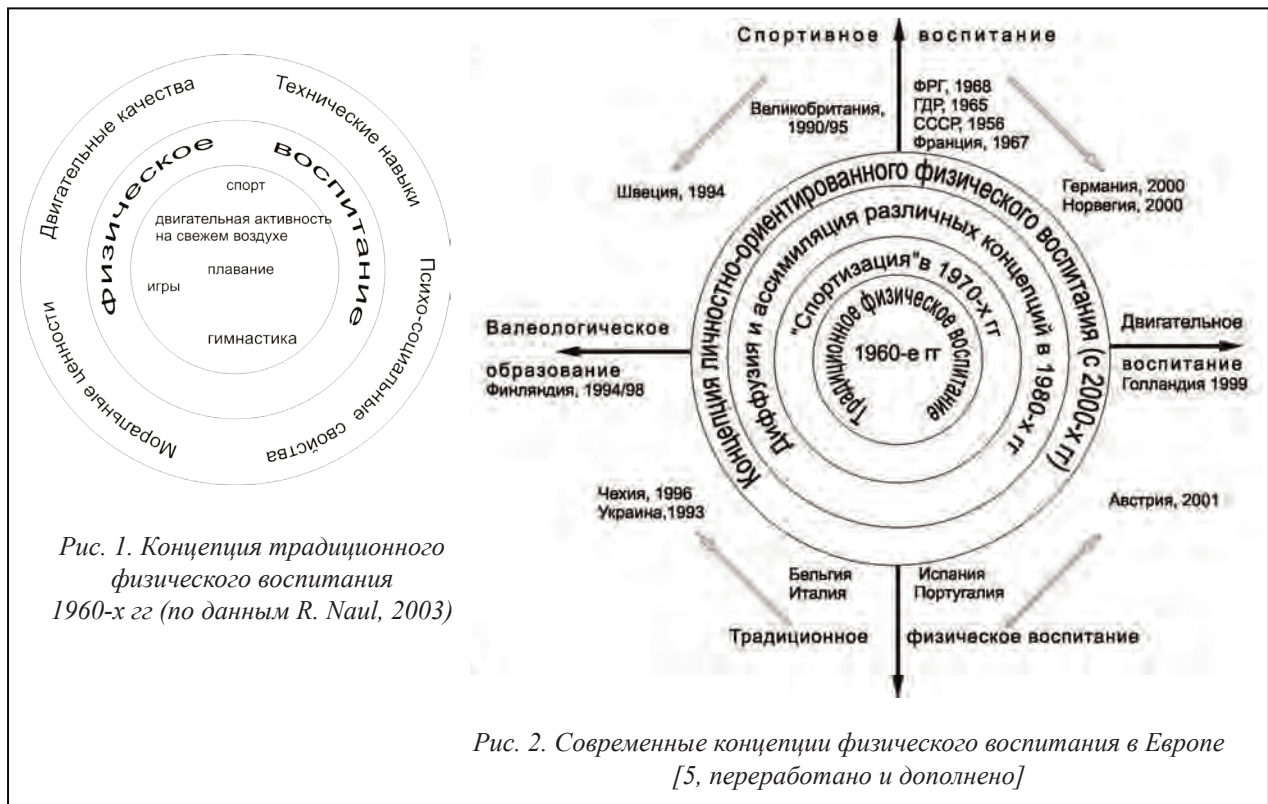 Двигательные качества
Технические навыки
Психо-социальные свойства
Моральные ценности
физическое воспитание
спорт
двигательная активность
на свежем воздухе
плавание
игры
гимнастика
Рис. 1. Концепция традиционного
физического воспитания
1960-х гг (по данным R. Naul, 2003)
Спортивное воспитание
Великобритания,
1990/95
ФРГ, 1968
ГДР, 1965
СССР, 1956
Франция, 1967
Швеция, 1994
Германия, 2000
Норвегия, 2000
Концепция личностно-ориентированного физического воспитания (с 2000-х гг)
Диффузия и ассимиляция различных концепций в 1980-х гг
"Спортизация"в 1970-х гг
Традиционное физическое воспитание
1960-е гг
Валеологическое
образование
Финляндия, 1994/98
Двигательное
воспитание
Голландия 1999
Чехия, 1996
Украина,1993
Австрия, 2001
Бельгия
Италия
Испания
Португалия
Традиционное физическое воспитание
Рис. 2. Современные концепции физического воспитания в Европе
[5, переработано и дополнено]